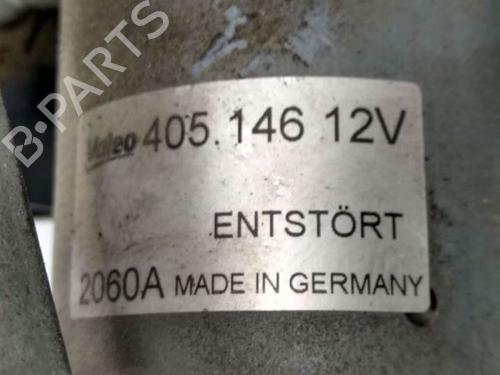 B-PARTS
Valeo 405.146 12V
ENTSTÖRT
2060A MADE IN GERMANY